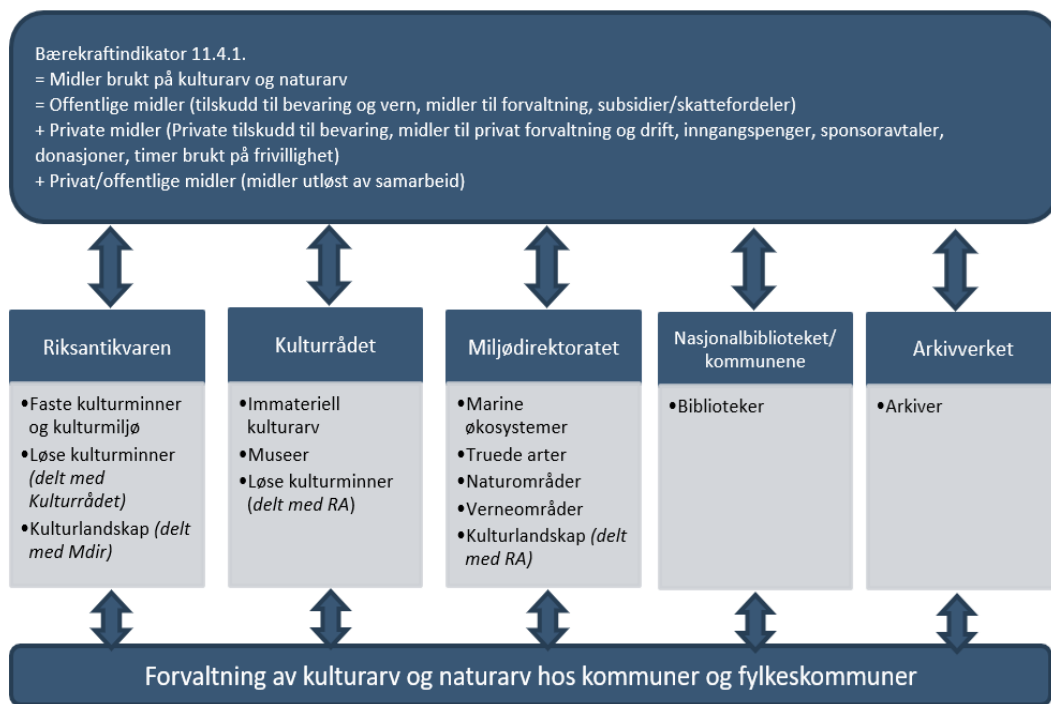 Bærekraftindikator 11.4.1.
= Midler brukt på kulturarv og naturarv
= Offentlige midler (tilskudd til bevaring og vern, midler til forvaltning, subsidier/skattefordeler)
+ Private midler (Private tilskudd til bevaring, midler til privat forvaltning og drift, inngangspenger, sponsoravtaler,
donasjoner, timer brukt på frivillighet)
+ Privat/offentlige midler (midler utløst av samarbeid)
Riksantikvaren
•Faste kulturminner
og kulturmiljø
•Løse kulturminner
(delt med
Kulturrådet)
•Kulturlandskap (delt
med Mdir)
Kulturrådet
•Immateriell
kulturarv
•Museer
•Løse kulturminner
(delt med RA)
Miljødirektoratet
•Marine
økosystemer
•Truede arter
•Naturområder
•Verneområder
•Kulturlandskap (delt
med RA)
Nasjonalbiblioteket/
kommunene
•Biblioteker
Arkivverket
•Arkiver
Forvaltning av kulturarv og naturarv hos kommuner og fylkeskommuner